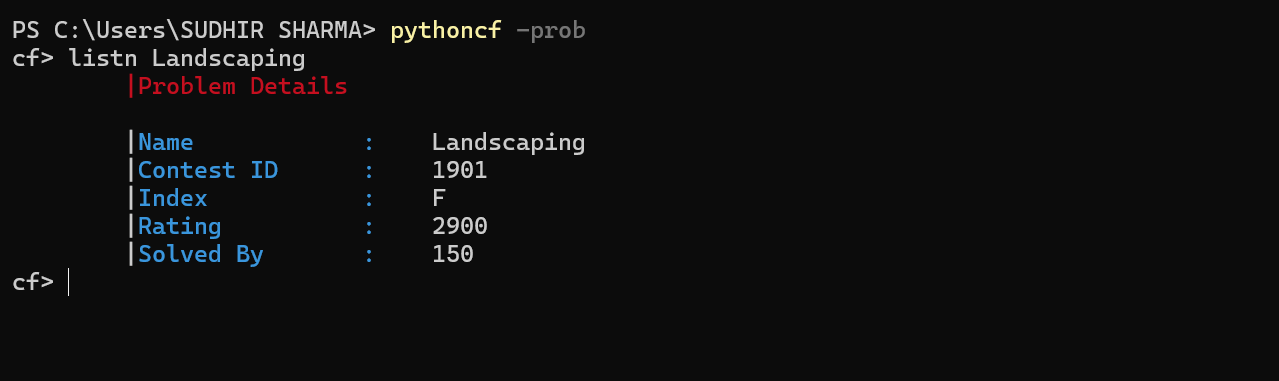 PS C:\Users\SUDHIR SHARMA> pythoncf -prob
cf> listn Landscaping
|Problem Details
|Name : Landscaping
|Contest ID : 1901
|Index : F
|Rating : 2900
|Solved By : 150
cf>